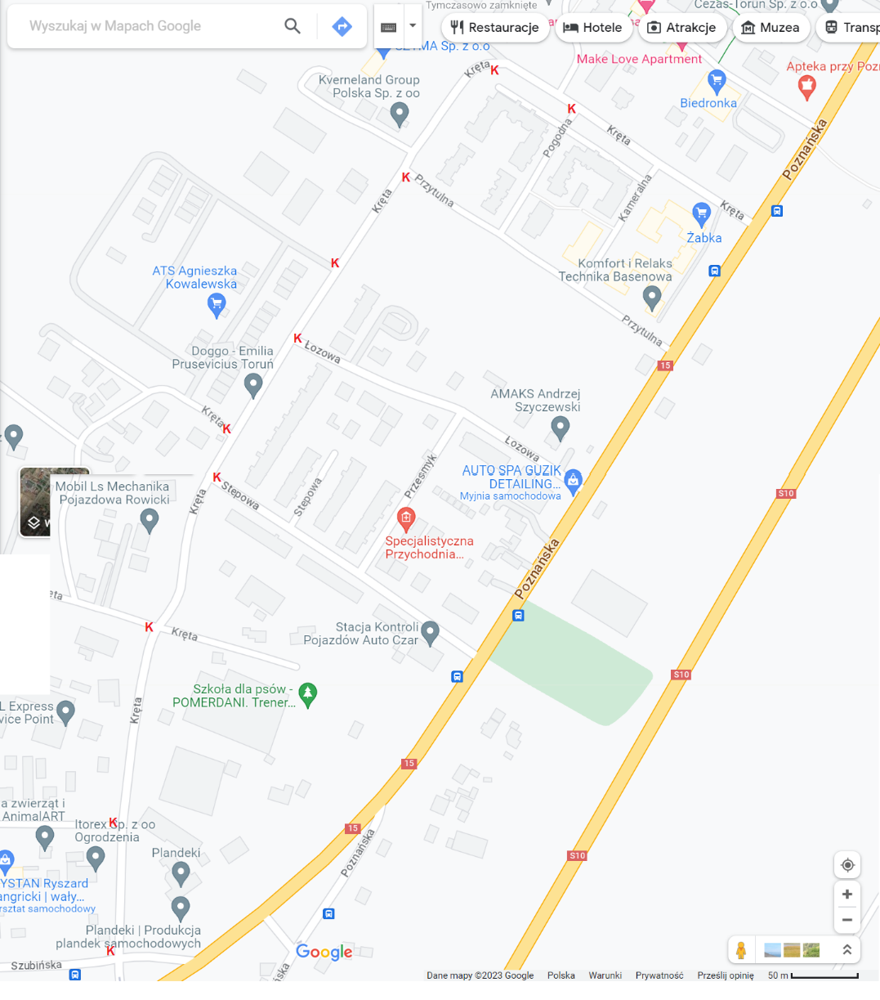 Tymczasowo zamknięte
Cezas-Toruń Sp. z o.o
Wyszukaj w Mapach Google
Restauracje
Hotele
Atrakcje
Muzea
Transp
SZYMA Sp. z o.o
Make Love Apartment
Kręta
K
Kverneland Group
Polska Sp. z oo
Apteka przy Pozn
Biedronka
K
Pogodna
Kręta
Poznańska
K
Przytulna
Kręta
Kameralna
Kręta
Żabka
K
ATS Agnieszka
Kowalewska
Komfort i Relaks
Technika Basenowa
Przytulna
K
Lozowa
Doggo - Emilia
Prusevicius Toruń
15
AMAKS Andrzej
Szyczewski
Kręta
K
Lozowa
Przesmyk
AUTO SPA GUZIK
DETAILING...
Myjnia samochodowa
K
Stępowa
Stępowa
Mobil Ls Mechanika
Pojazdowa Rowicki
Kręta
S10
W
Specjalistyczna
Przychodnia...
Poznańska
ęta
K
Kręta
Stacja Kontroli
Pojazdów Auto Czar
S10
Szkoła dla psów -
POMERDANI. Trener...
L Express
vice Point
Kręta
15
a zwierząt i
AnimalART
K
Itorex Sp. z oo
Ogrodzenia
15
Plandeki
Poznańska
S10
YSTAN Ryszard
angricki | wały...
rsztat samochodowy
Plandeki | Produkcja
plandek samochodowych
K
Szubińska
Google
ńska
Dane mapy ©2023 Google
Polska
Warunki
Prywatność
Prześlij opinię
50 m